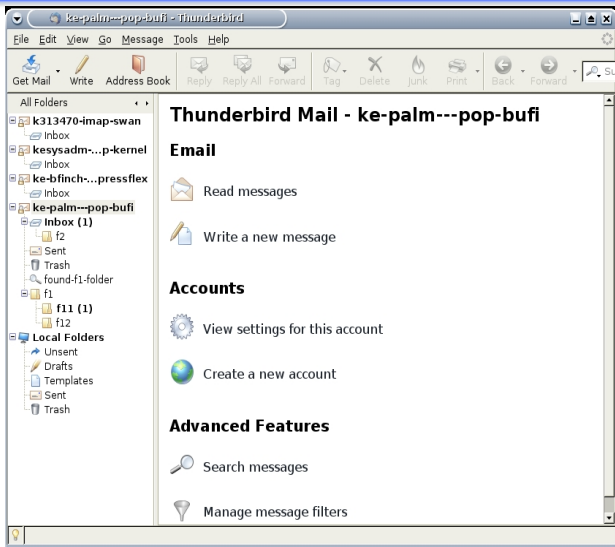 ke-palm---pop-bufi - Thunderbird
File Edit View Go Message Tools Help
Get Mail Write Address Book Reply Reply All Forward Tag Delete Junk Print Back Forward Su
All Folders
k313470-imap-swan
Inbox
kesysadm-...p-kernel
Inbox
ke-bfinch-...pressflex
Inbox
ke-palm---pop-bufi
Inbox (1)
f2
Sent
Trash
found-f1-folder
f1
f11 (1)
f12
Local Folders
Unsent
Drafts
Templates
Sent
Trash
Thunderbird Mail - ke-palm---pop-bufi
Email
Read messages
Write a new message
Accounts
View settings for this account
Create a new account
Advanced Features
Search messages
Manage message filters